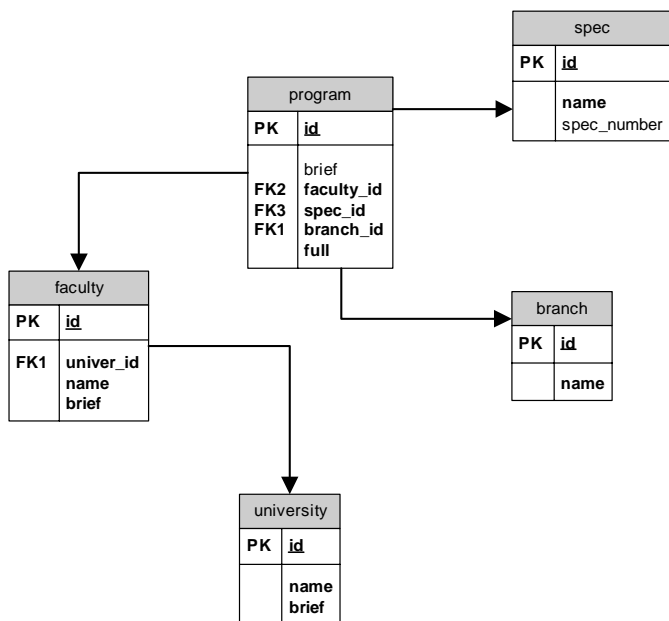 spec
PK id
name
spec_number
program
PK id
brief
FK2 faculty_id
FK3 spec_id
FK1 branch_id
full
faculty
PK id
FK1 univer_id
name
brief
branch
PK id
name
university
PK id
name
brief